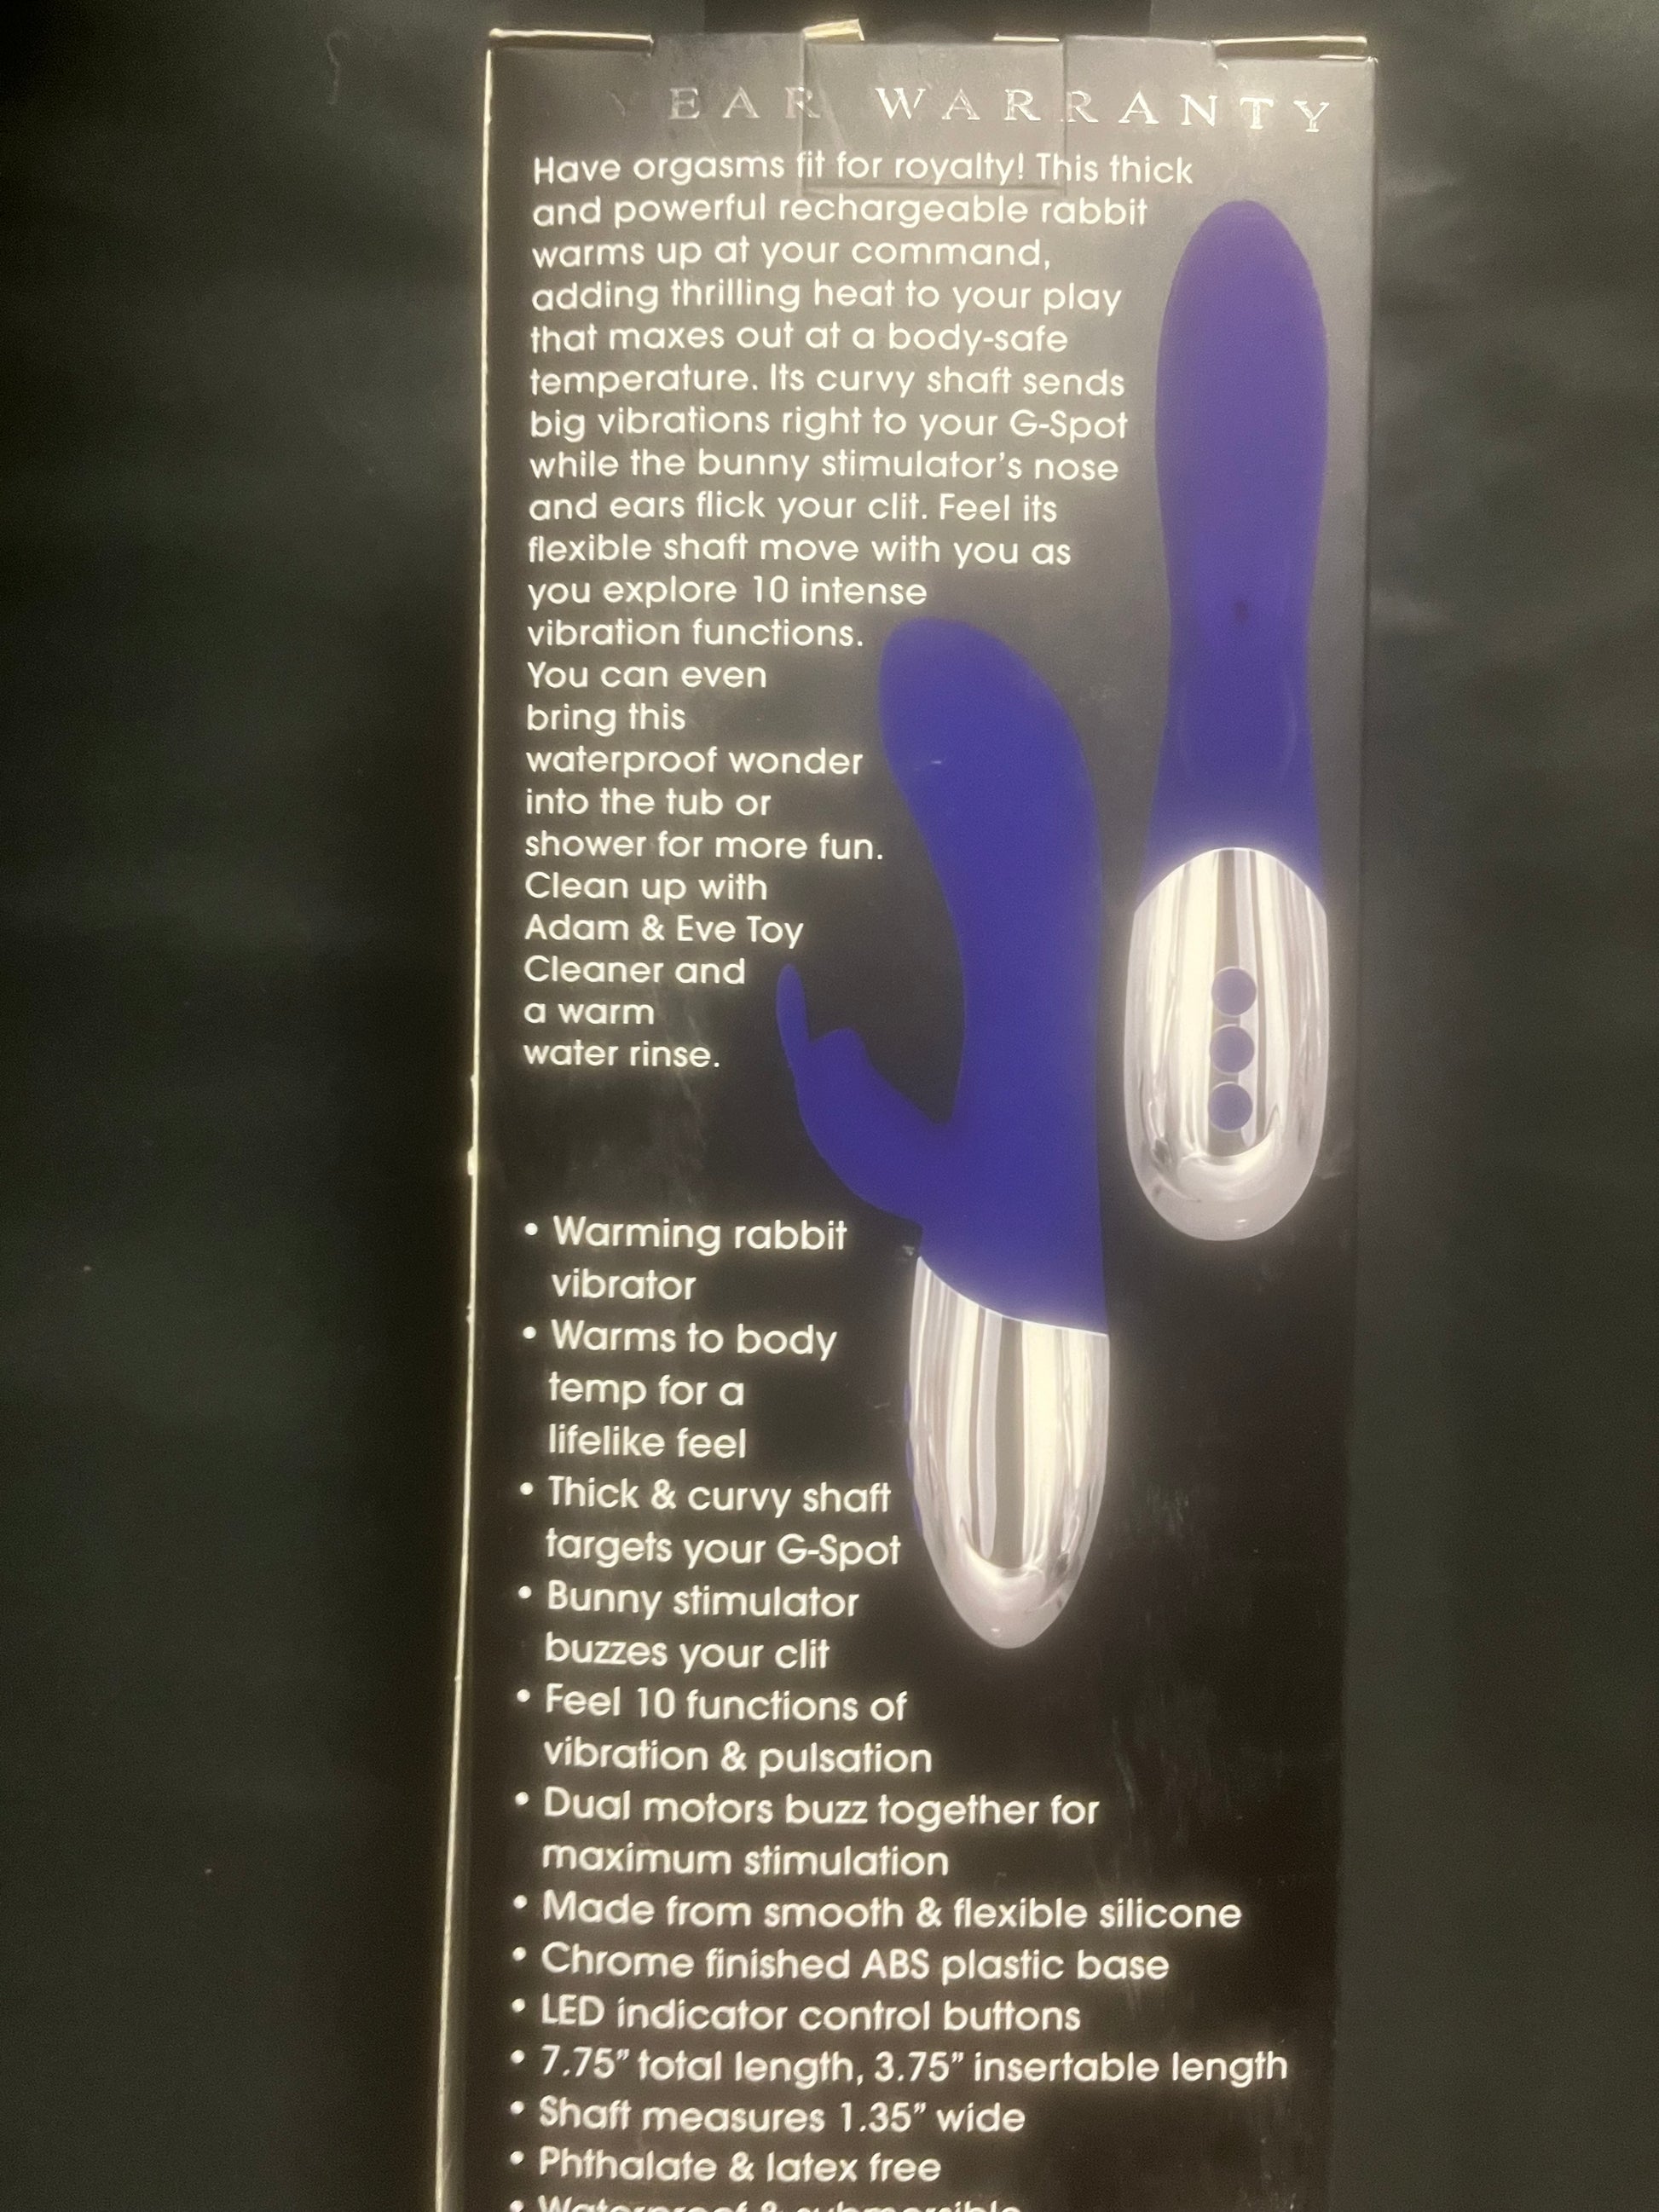 YEAR WARRANTY
Have orgasms fit for royalty! This thick
and powerful rechargeable rabbit
warms up at your command,
adding thrilling heat to your play
that maxes out at a body-safe
temperature. Its curvy shaft sends
big vibrations right to your G-Spot
while the bunny stimulator's nose
and ears flick your clit. Feel its
flexible shaft move with you as
you explore 10 intense
vibration functions.
You can even
bring this
waterproof wonder
into the tub or
shower for more fun.
Clean up with
Adam & Eve Toy
Cleaner and
a warm
water rinse.
• Warming rabbit
vibrator
• Warms to body
temp for a
lifelike feel
• Thick & curvy shaft
targets your G-Spot
• Bunny stimulator
buzzes your clit
• Feel 10 functions of
vibration & pulsation
• Dual motors buzz together for
maximum stimulation
• Made from smooth & flexible silicone
• Chrome finished ABS plastic base
• LED indicator control buttons
• 7.75” total length, 3.75” insertable length
• Shaft measures 1.35” wide
• Phthalate & latex free
• Waterproof & submersible